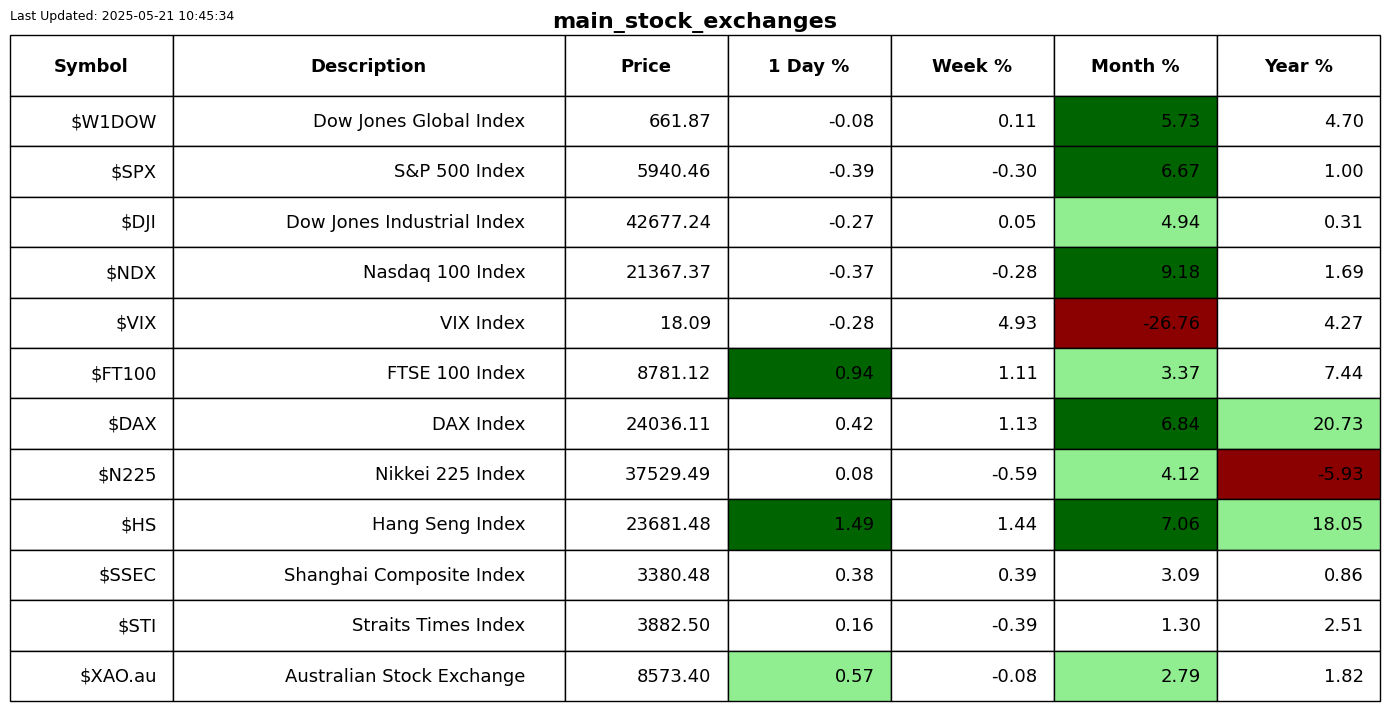 Last Updated: 2025-05-21 10:45:34
main_stock_exchanges
Symbol Description Price 1 Day % Week % Month % Year %
$W1DOW Dow Jones Global Index 661.87 -0.08 0.11 5.73 4.70
$SPX S&P 500 Index 5940.46 -0.39 -0.30 6.67 1.00
$DJI Dow Jones Industrial Index 42677.24 -0.27 0.05 4.94 0.31
$NDX Nasdaq 100 Index 21367.37 -0.37 -0.28 9.18 1.69
$VIX VIX Index 18.09 -0.28 4.93 -26.76 4.27
$FT100 FTSE 100 Index 8781.12 0.94 1.11 3.37 7.44
$DAX DAX Index 24036.11 0.42 1.13 6.84 20.73
$N225 Nikkei 225 Index 37529.49 0.08 -0.59 4.12 -5.93
$HS Hang Seng Index 23681.48 1.49 1.44 7.06 18.05
$SSEC Shanghai Composite Index 3380.48 0.38 0.39 3.09 0.86
$STI Straits Times Index 3882.50 0.16 -0.39 1.30 2.51
$XAO.au Australian Stock Exchange 8573.40 0.57 -0.08 2.79 1.82